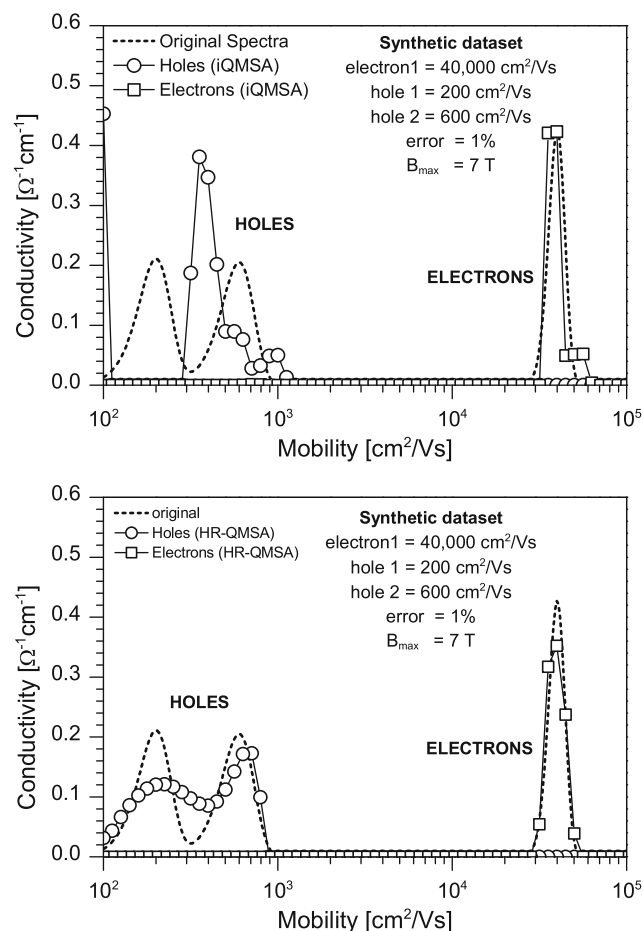 0.6
0.5
0.4
0.3
0.2
0.1
0.0
Conductivity [Ω⁻¹cm⁻¹]
Original Spectra
Holes (iQMSA)
Electrons (iQMSA)
Synthetic dataset
electron1 = 40,000 cm²/Vs
hole 1 = 200 cm²/Vs
hole 2 = 600 cm²/Vs
error = 1%
Bmax = 7 T
HOLES
ELECTRONS
10² 10³ 10⁴ 10⁵
Mobility [cm²/Vs]
0.6
0.5
0.4
0.3
0.2
0.1
0.0
Conductivity [Ω⁻¹cm⁻¹]
original
Holes (HR-QMSA)
Electrons (HR-QMSA)
Synthetic dataset
electron1 = 40,000 cm²/Vs
hole 1 = 200 cm²/Vs
hole 2 = 600 cm²/Vs
error = 1%
Bmax = 7 T
HOLES
ELECTRONS
10² 10³ 10⁴ 10⁵
Mobility [cm²/Vs]